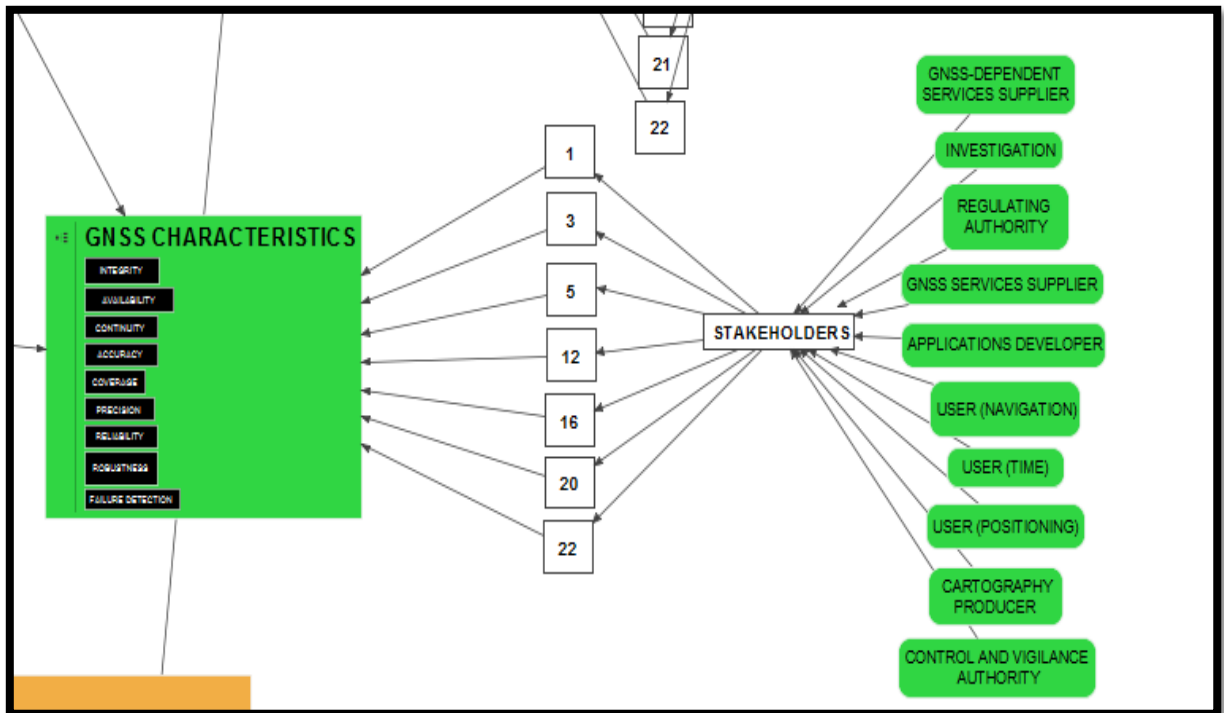 21
22
1
3
5
12
16
20
22
GNSS CHARACTERISTICS
INTEGRITY
AVAILABILITY
CONTINUITY
ACCURACY
COVERAGE
PRECISION
RELIABILITY
ROBUSTNESS
FAILURE DETECTION
STAKEHOLDERS
GNSS-DEPENDENT
SERVICES SUPPLIER
INVESTIGATION
REGULATING
AUTHORITY
GNSS SERVICES SUPPLIER
APPLICATIONS DEVELOPER
USER (NAVIGATION)
USER (TIME)
USER (POSITIONING)
CARTOGRAPHY
PRODUCER
CONTROL AND VIGILANCE
AUTHORITY